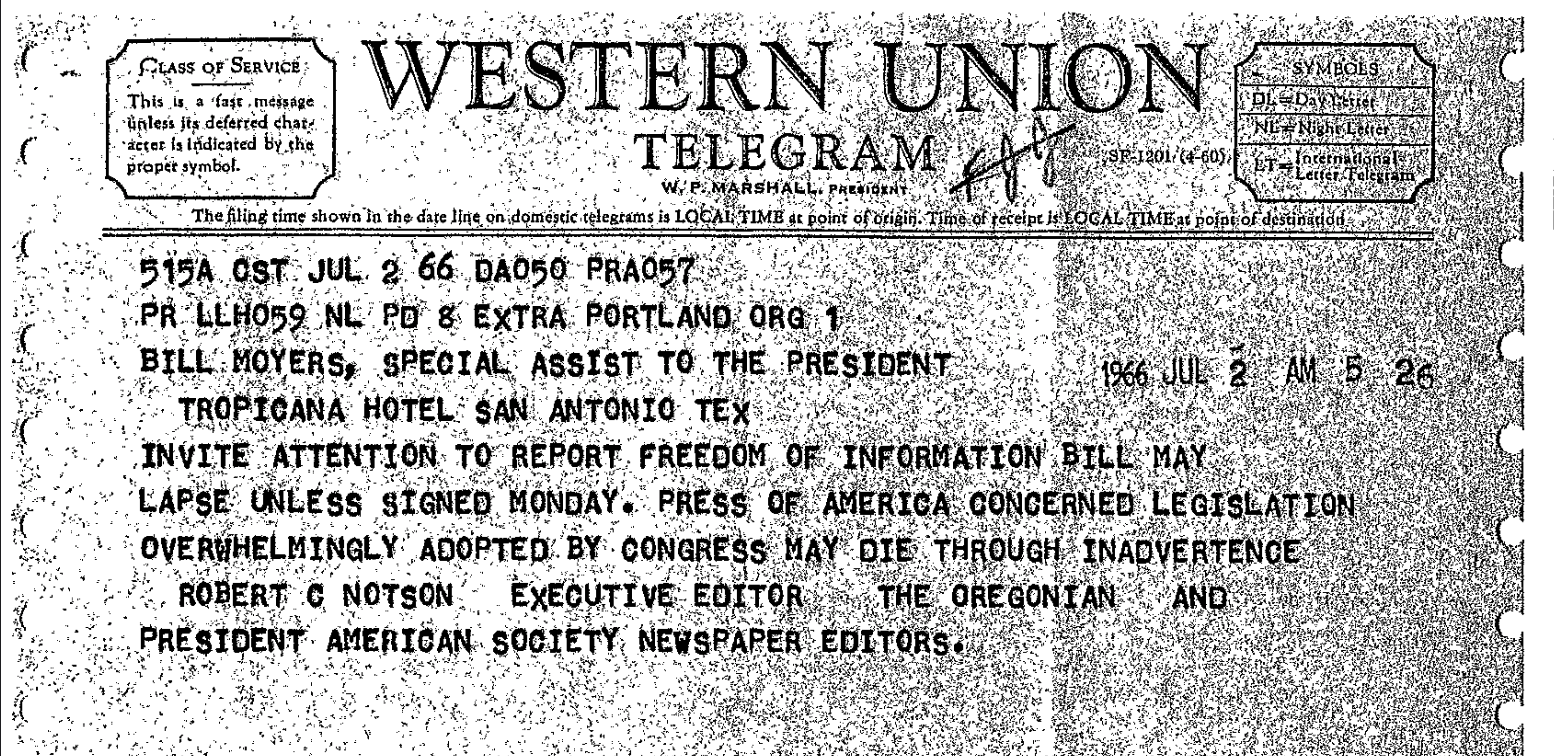 CLASS OF SERVICE
This is a fast message
unless its deferred char-
acter is indicated by the
proper symbol.
WESTERN UNION
TELEGRAM
W. P. MARSHALL, PRESIDENT
SF-1201 (4-60)
SYMBOLS
DL=Day Letter
NL=Night Letter
LT=International
Letter Telegram
The filing time shown in the date line on domestic telegrams is LOCAL TIME at point of origin. Time of receipt is LOCAL TIME at point of destination
515A CST JUL 2 66 DA050 PRA057
PR LLH059 NL PD 8 EXTRA PORTLAND ORG 1
BILL MOYERS, SPECIAL ASSIST TO THE PRESIDENT
1966 JUL 2 AM 5 26
TROPICANA HOTEL SAN ANTONIO TEX
INVITE ATTENTION TO REPORT FREEDOM OF INFORMATION BILL MAY
LAPSE UNLESS SIGNED MONDAY. PRESS OF AMERICA CONCERNED LEGISLATION
OVERWHELMINGLY ADOPTED BY CONGRESS MAY DIE THROUGH INADVERTENCE
ROBERT C NOTSON EXECUTIVE EDITOR THE OREGONIAN AND
PRESIDENT AMERICAN SOCIETY NEWSPAPER EDITORS.